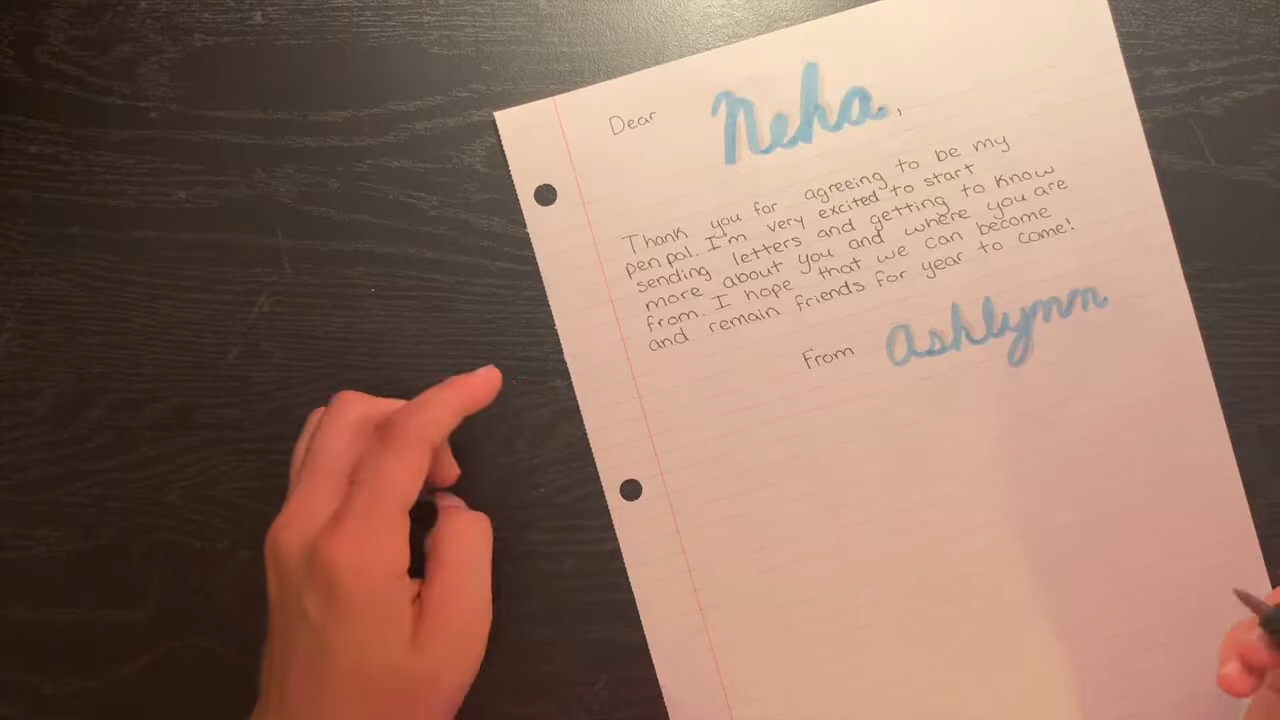 Dear Neha,
Thank you for agreeing to be my
pen pal. I'm very excited to start
sending letters and getting to know
more about you and where you are
from. I hope that we can become
and remain friends for year to come!
From Ashlynn